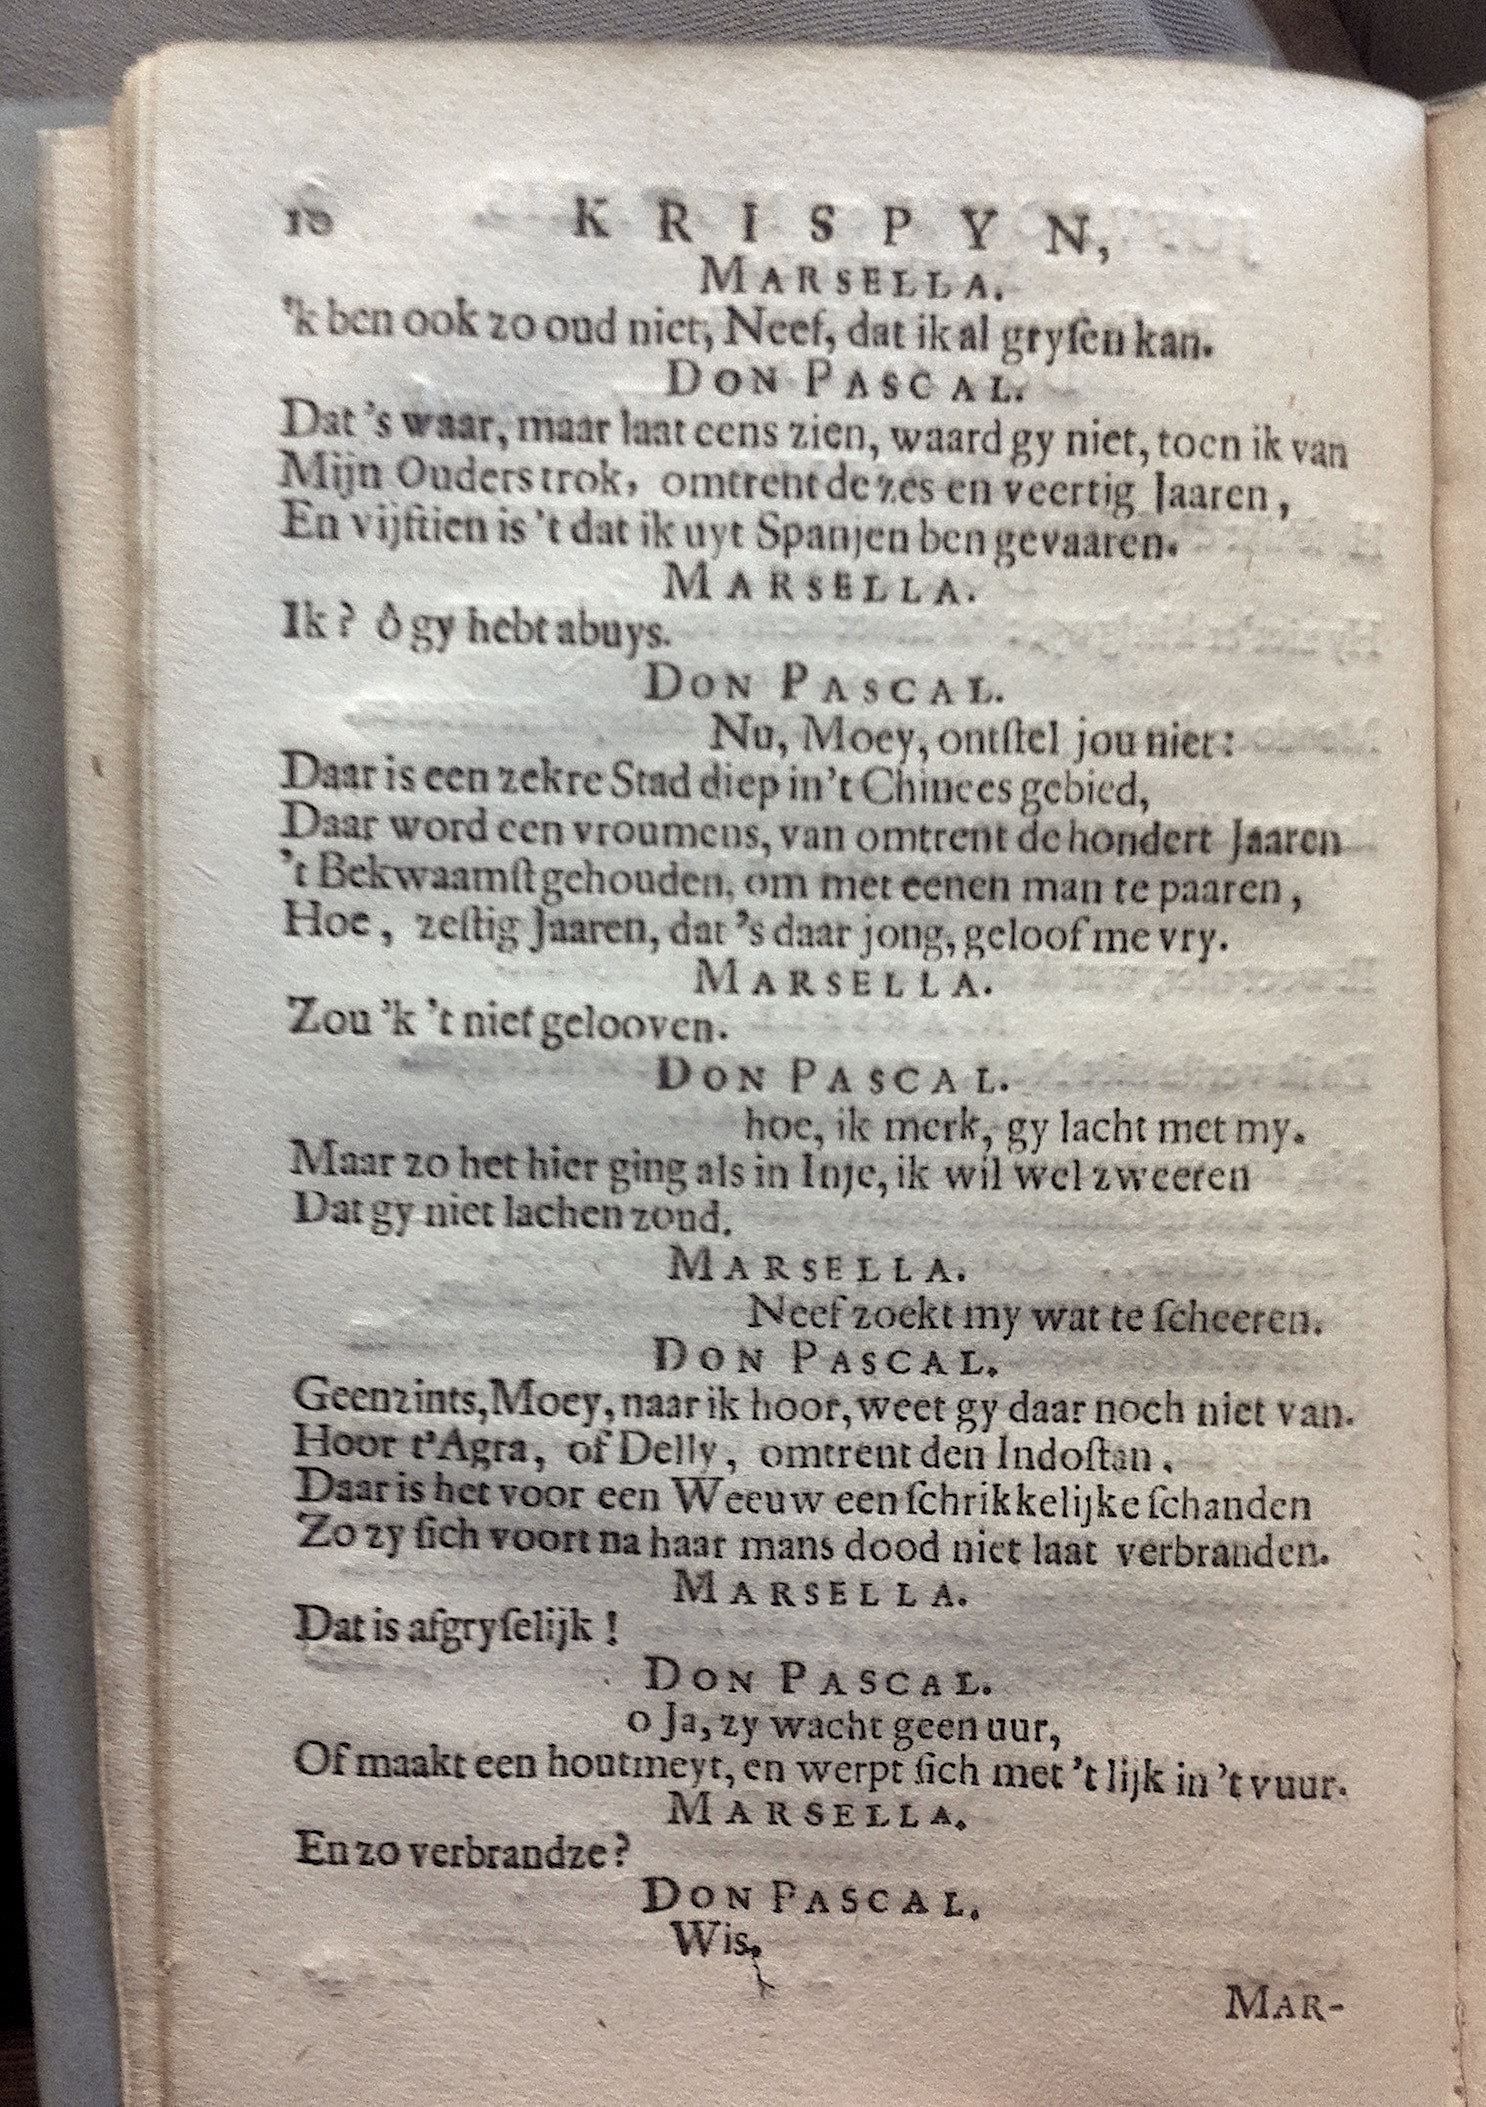 10 KRISPYN,
MARSELLA.
'k ben ook zo oud niet, Neef, dat ik al gryſen kan.
DON PASCAL.
Dat 's waar, maar laat eens zien, waard gy niet, toen ik van
Mijn Ouders trok, omtrent de zes en veertig Jaaren,
En vijftien is 't dat ik uyt Spanjen ben gevaaren.
MARSELLA.
Ik? ô gy hebt abuys.
DON PASCAL.
Nu, Moey, ontſtel jou niet:
Daar is een zekre Stad diep in 't Chinees gebied,
Daar word een vroumens, van omtrent de hondert Jaaren
't Bekwaamſt gehouden, om met eenen man te paaren,
Hoe, zeſtig Jaaren, dat 's daar jong, geloof me vry.
MARSELLA.
Zou 'k 't niet gelooven.
DON PASCAL.
hoe, ik merk, gy lacht met my.
Maar zo het hier ging als in Inje, ik wil wel zweeren
Dat gy niet lachen zoud.
MARSELLA.
Neef zoekt my wat te ſcheeren.
DON PASCAL.
Geenzints, Moey, naar ik hoor, weet gy daar noch niet van.
Hoor t'Agra, of Delly, omtrent den Indoſtan,
Daar is het voor een Weeuw een ſchrikkelijke ſchanden
Zo zy ſich voort na haar mans dood niet laat verbranden.
MARSELLA.
Dat is afgryſelijk!
DON PASCAL.
o Ja, zy wacht geen uur,
Of maakt een houtmeyt, en werpt ſich met 't lijk in 't vuur.
MARSELLA.
En zo verbrandze?
DON PASCAL.
Wis.
MAR-